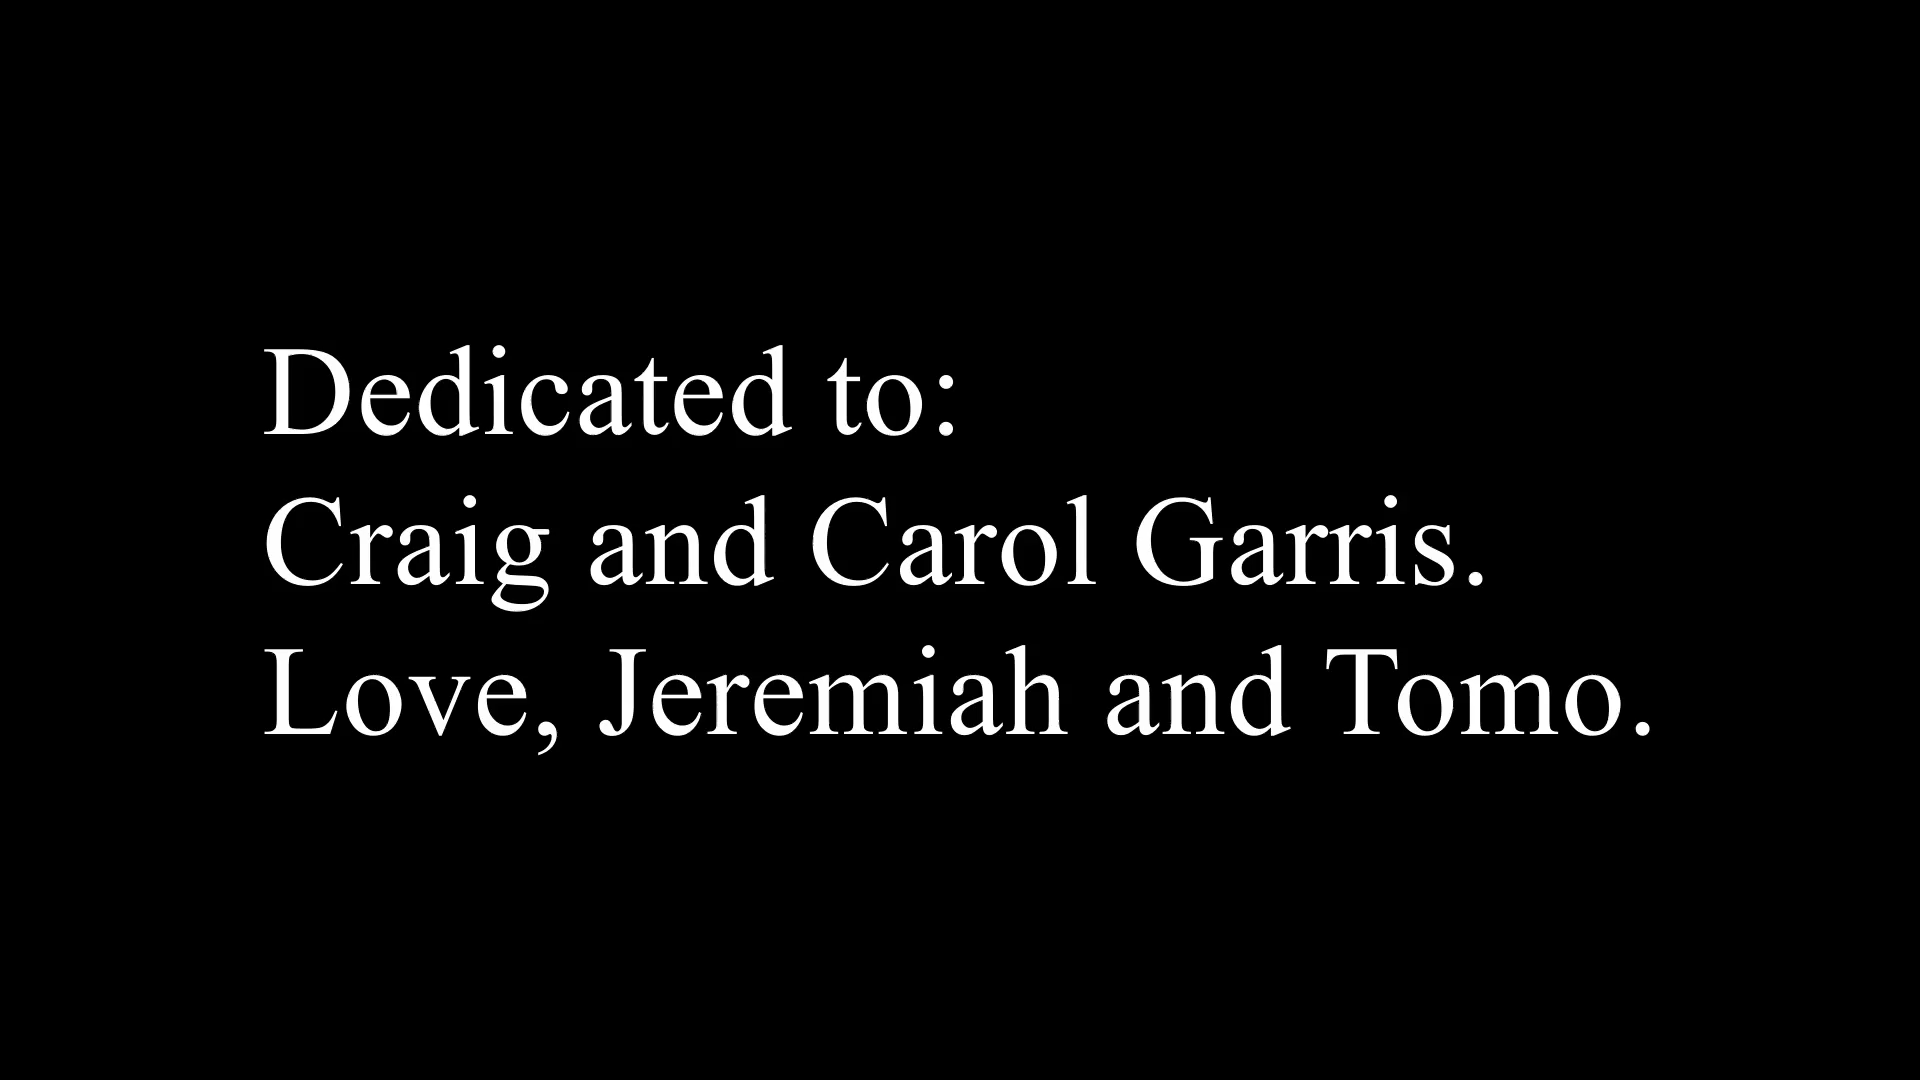 Dedicated to:
Craig and Carol Garris.
Love, Jeremiah and Tomo.